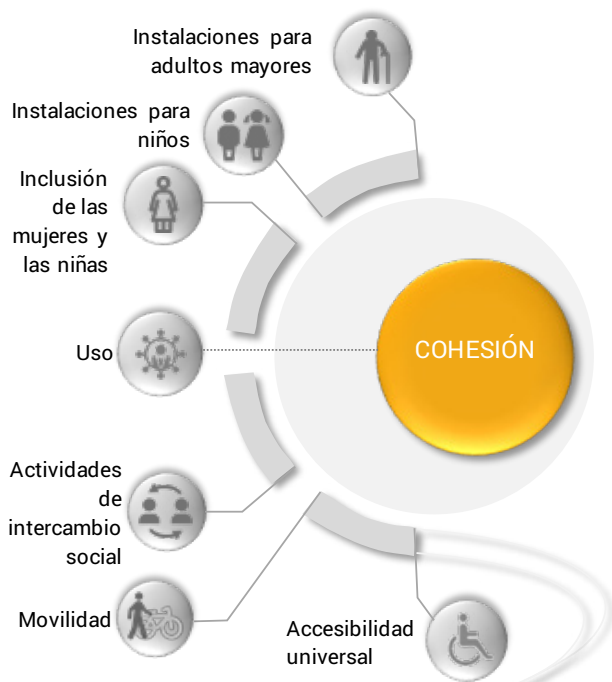 Instalaciones para
adultos mayores
Instalaciones para
niños
Inclusión
de las
mujeres y
las niñas
Uso
COHESIÓN
Actividades
de
intercambio
social
Movilidad
Accesibilidad
universal